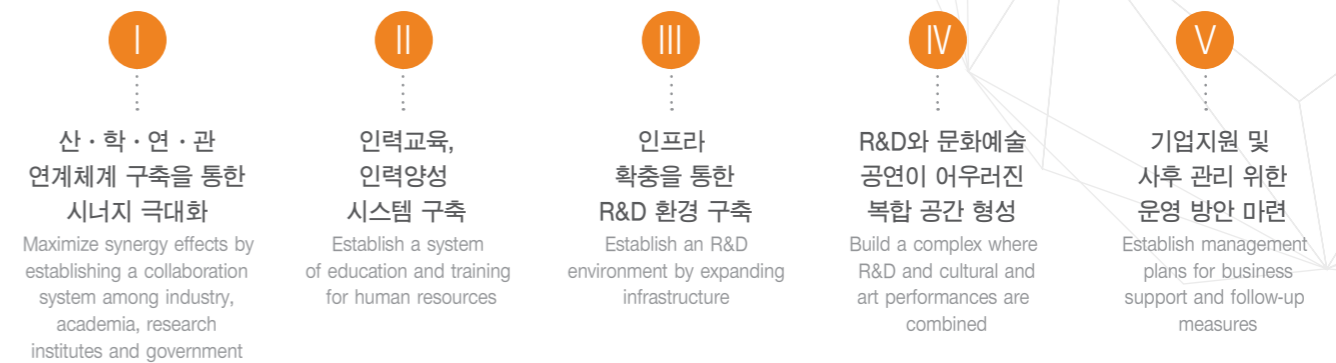 I
산·학·연·관
연계체계 구축을 통한
시너지 극대화
Maximize synergy effects by
establishing a collaboration
system among industry,
academia, research
institutes and government
II
인력교육,
인력양성
시스템 구축
Establish a system
of education and training
for human resources
III
인프라
확충을 통한
R&D 환경 구축
Establish an R&D
environment by expanding
infrastructure
IV
R&D와 문화예술
공연이 어우러진
복합 공간 형성
Build a complex where
R&D and cultural and
art performances are
combined
V
기업지원 및
사후 관리 위한
운영 방안 마련
Establish management
plans for business
support and follow-up
measures